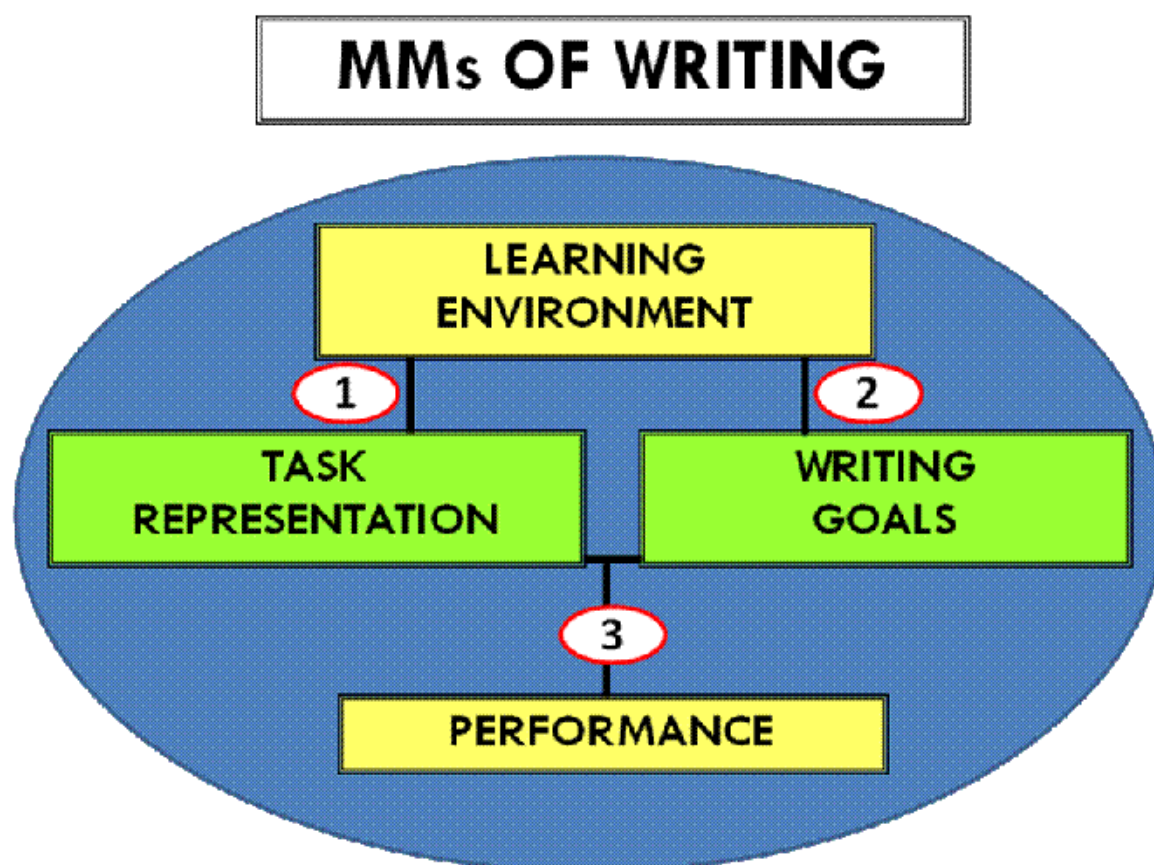 MMs OF WRITING
LEARNING
ENVIRONMENT
1
2
TASK
REPRESENTATION
WRITING
GOALS
3
PERFORMANCE